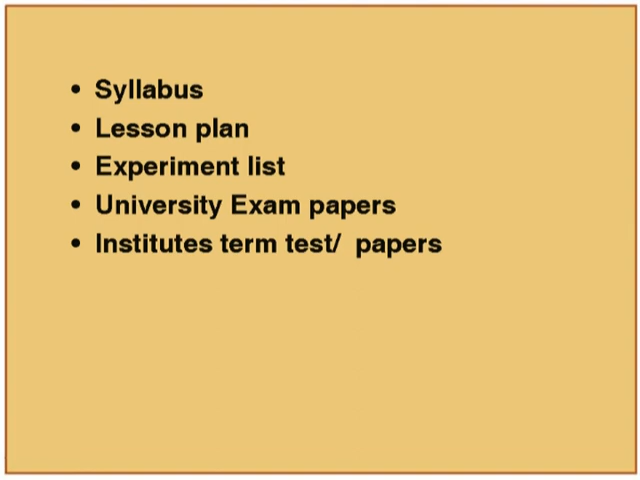 • Syllabus
• Lesson plan
• Experiment list
• University Exam papers
• Institutes term test/  papers